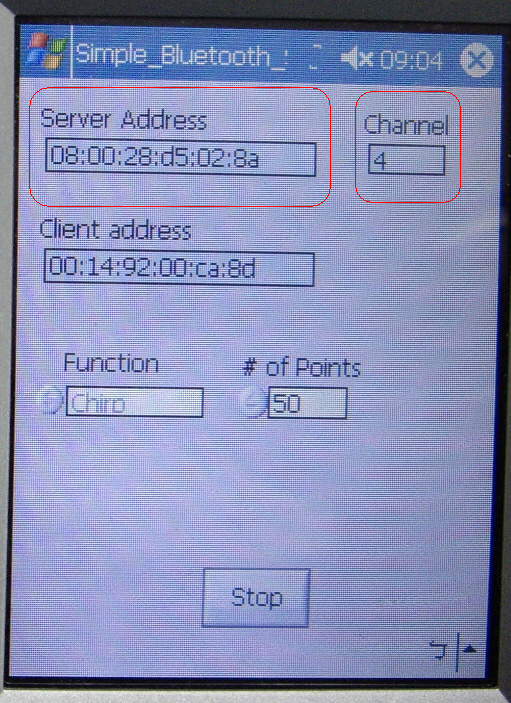 Simple_Bluetooth_ 09:04
Server Address
Channel
08:00:28:d5:02:8a
4
Client address
00:14:92:00:ca:8d
Function
# of Points
Chirp
50
Stop